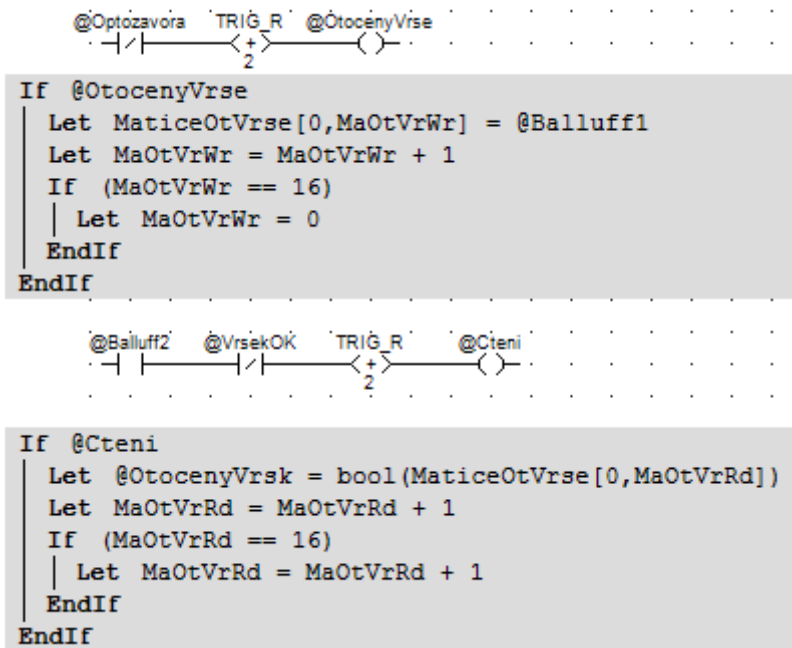 @Optozavora TRIG_R @OtocenyVrse
+
2
If @OtocenyVrse
Let MaticeOtVrse[0,MaOtVrWr] = @Balluff1
Let MaOtVrWr = MaOtVrWr + 1
If (MaOtVrWr == 16)
Let MaOtVrWr = 0
EndIf
EndIf
@Balluff2 @VrsekOK TRIG_R @Cteni
+
2
If @Cteni
Let @OtocenyVrsk = bool(MaticeOtVrse[0,MaOtVrRd])
Let MaOtVrRd = MaOtVrRd + 1
If (MaOtVrRd == 16)
Let MaOtVrRd = MaOtVrRd + 1
EndIf
EndIf